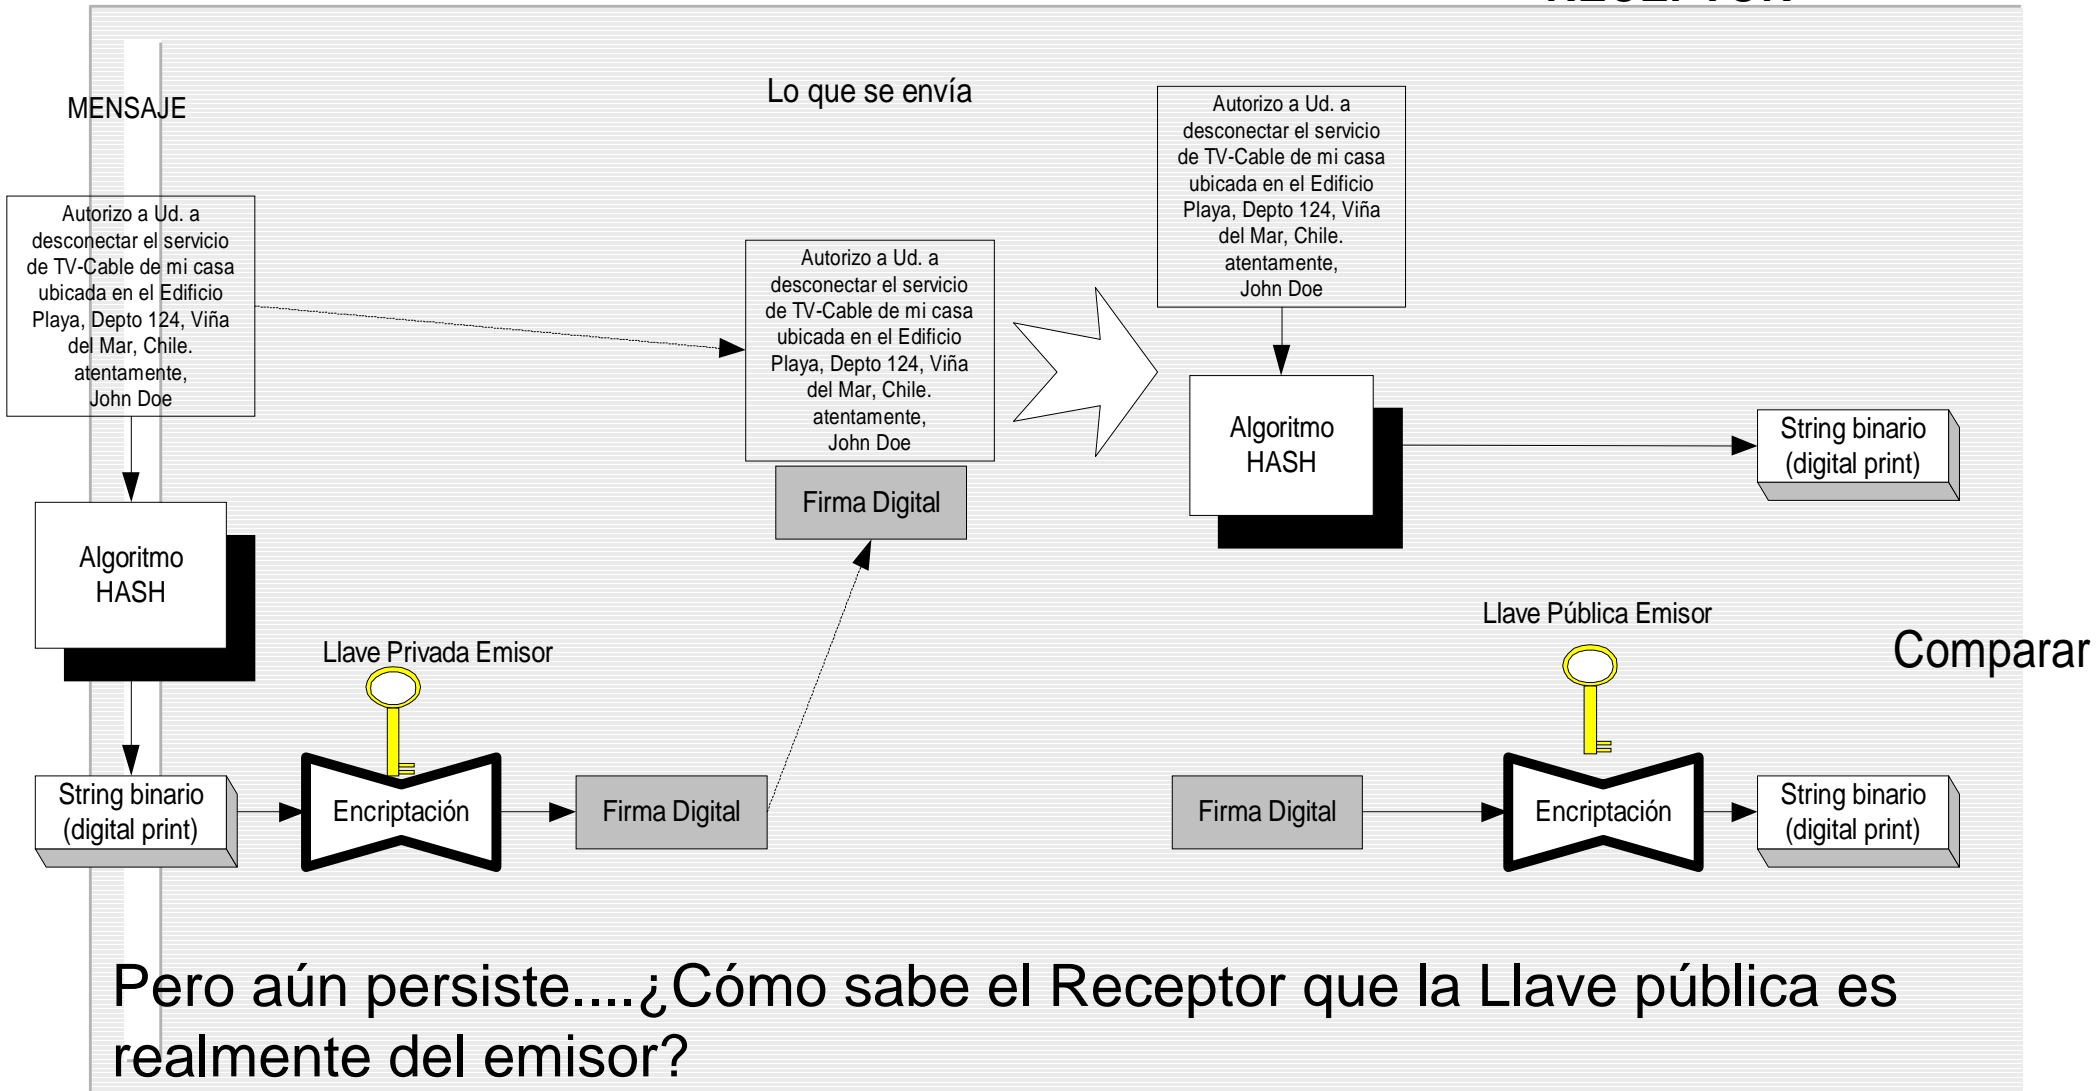 MENSAJE
Lo que se envía
Autorizo a Ud. a
desconectar el servicio
de TV-Cable de mi casa
ubicada en el Edificio
Playa, Depto 124, Viña
del Mar, Chile.
atentamente,
John Doe
Algoritmo
HASH
String binario
(digital print)
Llave Privada Emisor
Encriptación
Firma Digital
Autorizo a Ud. a
desconectar el servicio
de TV-Cable de mi casa
ubicada en el Edificio
Playa, Depto 124, Viña
del Mar, Chile.
atentamente,
John Doe
Firma Digital
Autorizo a Ud. a
desconectar el servicio
de TV-Cable de mi casa
ubicada en el Edificio
Playa, Depto 124, Viña
del Mar, Chile.
atentamente,
John Doe
Algoritmo
HASH
String binario
(digital print)
Llave Pública Emisor
Comparar
Firma Digital
Encriptación
String binario
(digital print)
Pero aún persiste....¿Cómo sabe el Receptor que la Llave pública es
realmente del emisor?